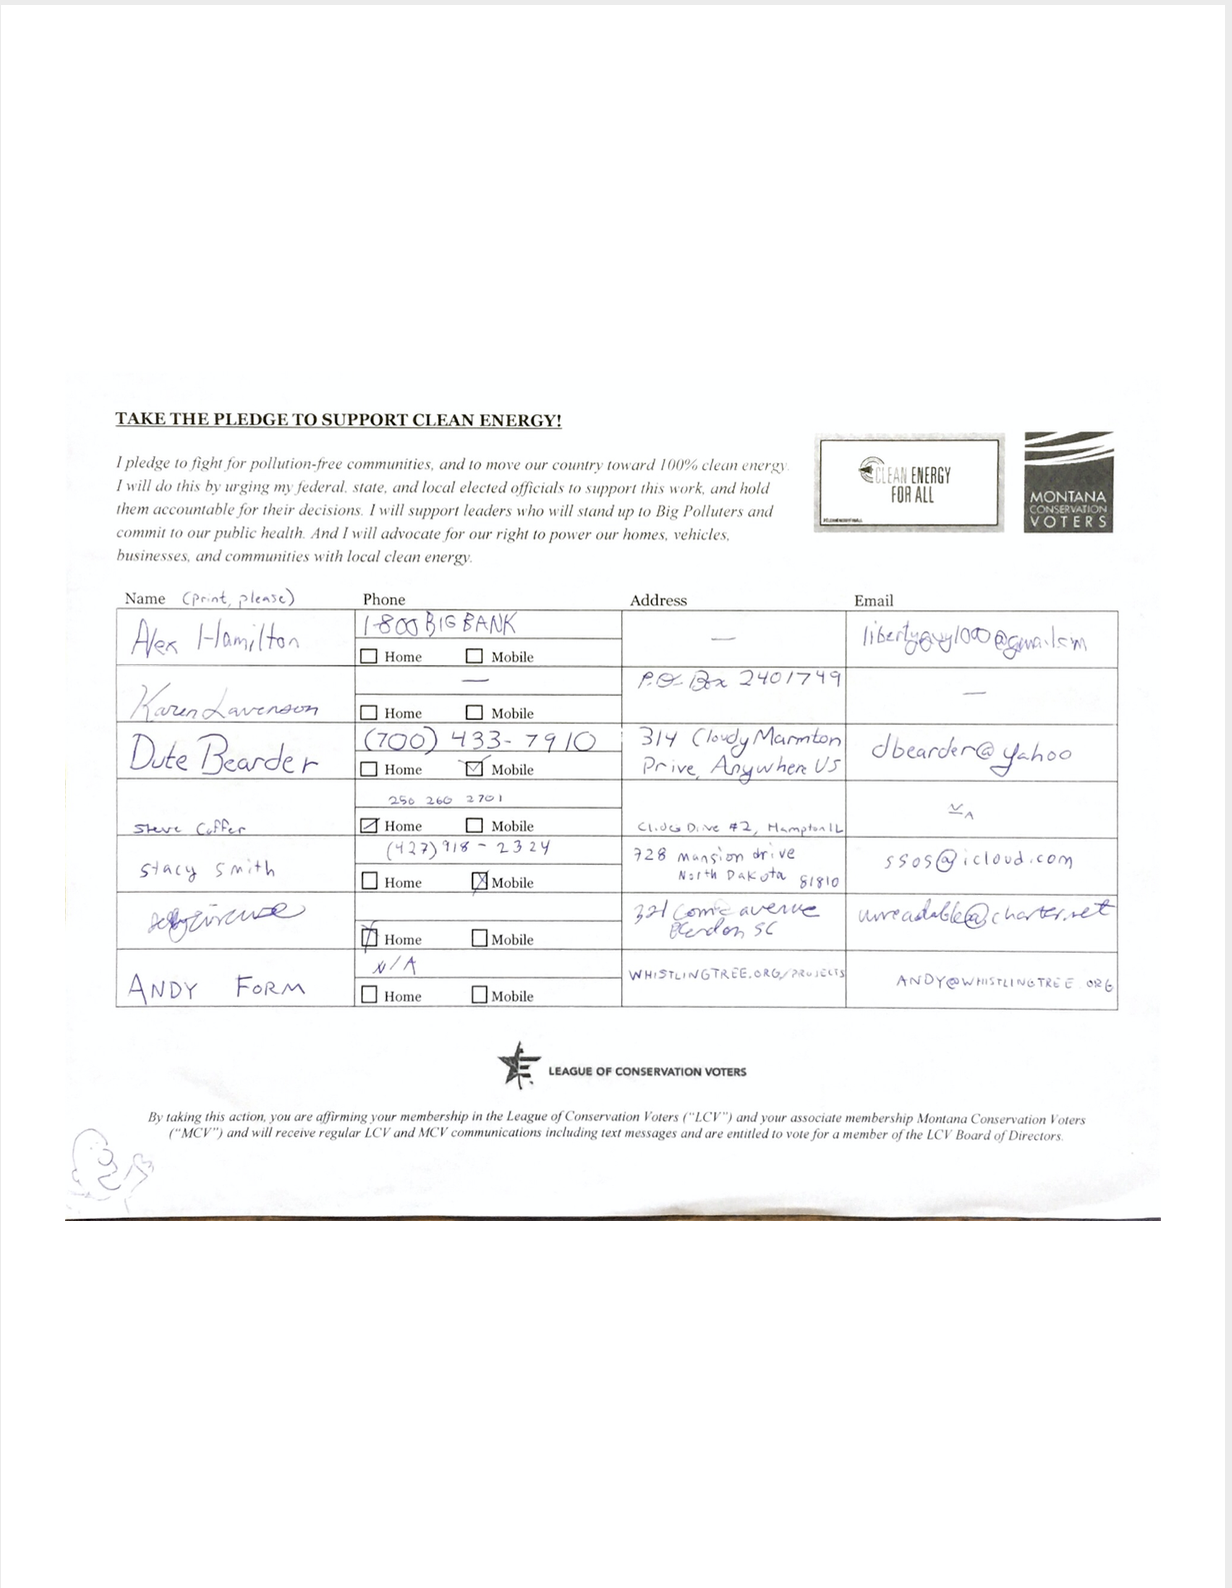 TAKE THE PLEDGE TO SUPPORT CLEAN ENERGY!
I pledge to fight for pollution-free communities, and to move our country toward 100% clean energy.
I will do this by urging my federal, state, and local elected officials to support this work, and hold
them accountable for their decisions. I will support leaders who will stand up to Big Polluters and
commit to our public health. And I will advocate for our right to power our homes, vehicles,
businesses, and communities with local clean energy.
CLEAN ENERGY
FOR ALL
MONTANA
CONSERVATION
VOTERS
Name (Print, please) Phone Address Email
Alex Hamilton 1-800 BIG BANK — libertyguy1000@gmail.com
Home Mobile
Karen Lavenson — P.O. Box 2401749 —
Home Mobile
Dute Bearder (700) 433-7910 314 Cloudy Marmton dbearder@yahoo
Home Mobile Drive, Anywhere US
250 260 2701
Steve Home Mobile Dive #2, Hampton IL
Stacy Smith (427) 918-2324 728 mansion drive ssos@icloud.com
Home Mobile North Dakota 81810
321 avenue unreadable@charter.net
Home Mobile SC
ANDY FORM N/A WHISTLINGTREE.ORG/PROJECTS ANDY@WHISTLINGTREE.ORG
Home Mobile
LEAGUE OF CONSERVATION VOTERS
By taking this action, you are affirming your membership in the League of Conservation Voters ("LCV") and your associate membership Montana Conservation Voters
("MCV") and will receive regular LCV and MCV communications including text messages and are entitled to vote for a member of the LCV Board of Directors.